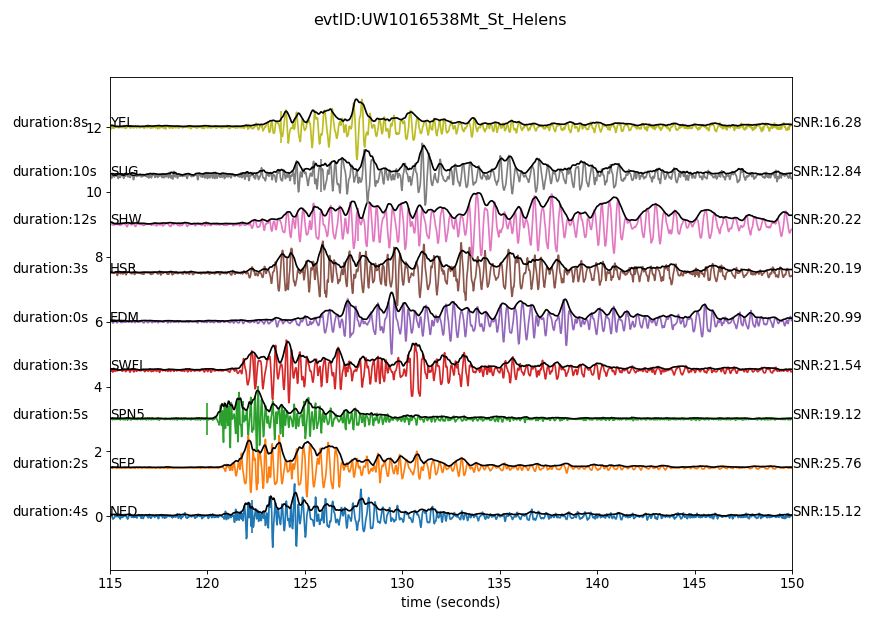 evtID:UW1016538Mt_St_Helens
duration:8s 12 YEL SNR:16.28
duration:10s SUG SNR:12.84
10
duration:12s SHW SNR:20.22
8
duration:3s HSR SNR:20.19
duration:0s EDM SNR:20.99
6
duration:3s SWFL SNR:21.54
4
duration:5s SPN5 SNR:19.12
2
duration:2s SEP SNR:25.76
duration:4s 0 NED SNR:15.12
115 120 125 130 135 140 145 150
time (seconds)